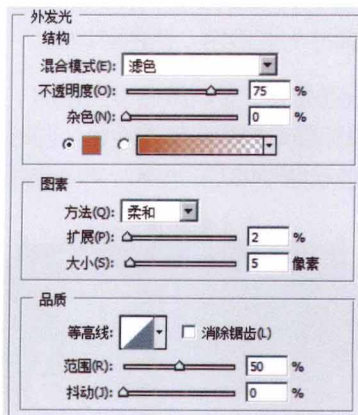 外发光
结构
混合模式(E): 滤色
不透明度(O): 75 %
杂色(N): 0 %
图素
方法(Q): 柔和
扩展(P): 2 %
大小(S): 5 像素
品质
等高线: 消除锯齿(L)
范围(R): 50 %
抖动(J): 0 %